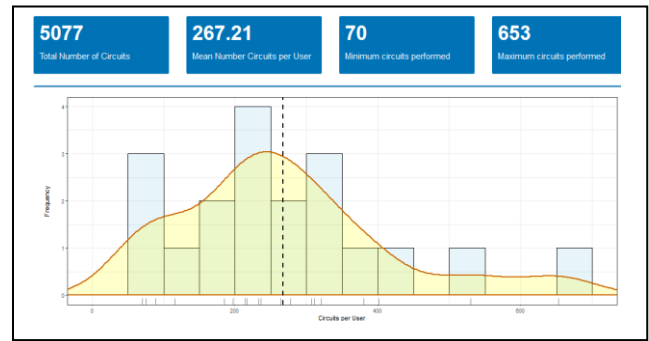 5077
Total Number of Circuits
267.21
Mean Number Circuits per User
70
Minimum circuits performed
653
Maximum circuits performed
4
3
2
1
0
Frequency
0
200
400
600
Circuits per User